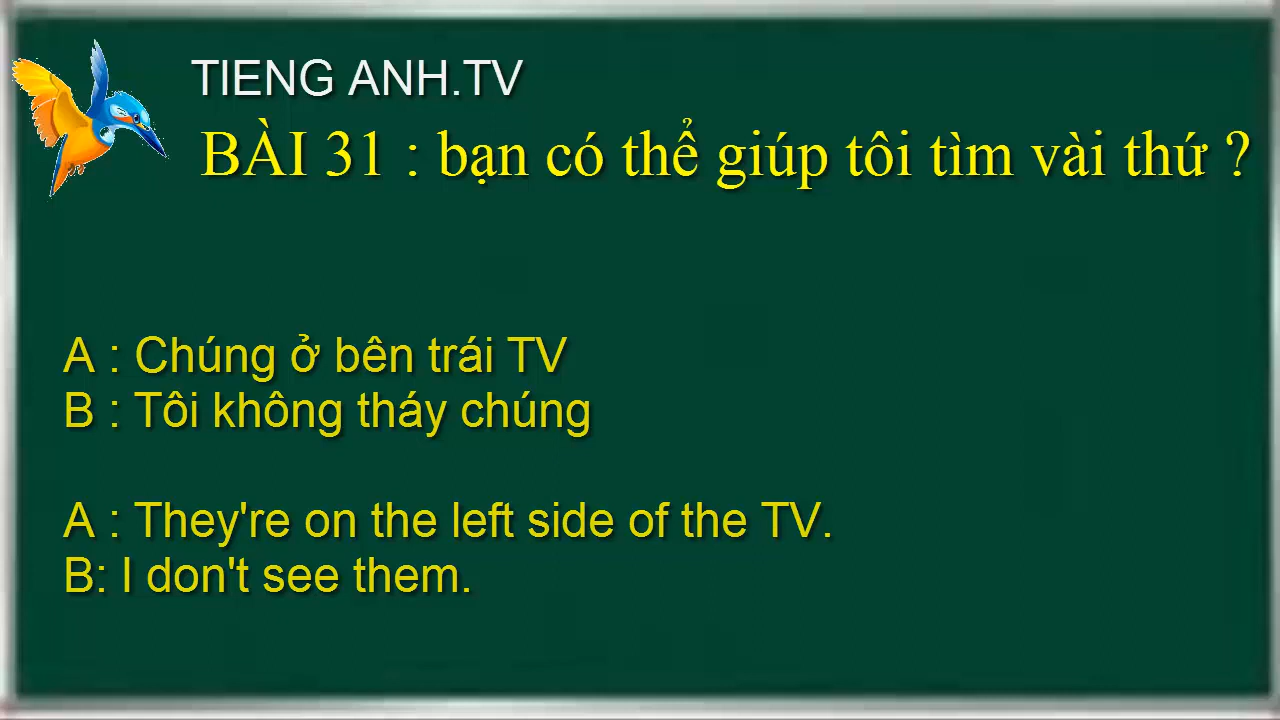 TIENG ANH.TV
BÀI 31 : bạn có thể giúp tôi tìm vài thứ ?
A : Chúng ở bên trái TV
B : Tôi không tháy chúng
A : They're on the left side of the TV.
B: I don't see them.